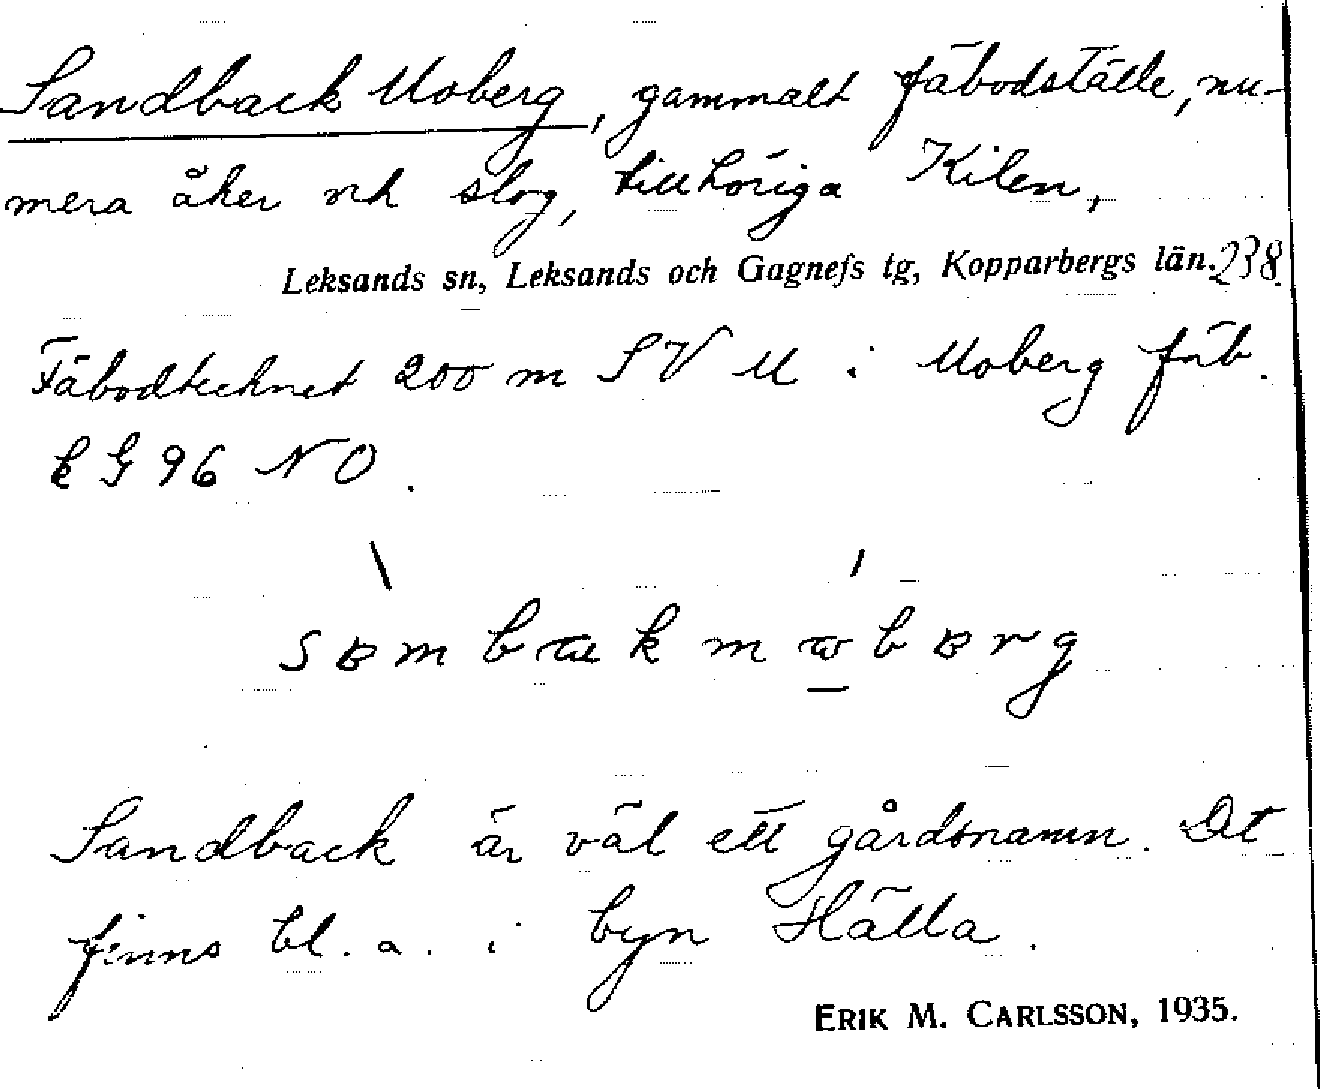 Sandback Moberg, gammalt fäbodställe, nu-
mera åker och slog, tillhöriga Kilen,
Leksands sn, Leksands och Gagnefs tg, Kopparbergs län. 238.
Fäbodtecknet 200 m SV M i Moberg fäb.
k G 96 NO.
Sandback är väl ett gårdsnamn. Det
finns bl. a. i byn Hälla.
ERIK M. CARLSSON, 1935.